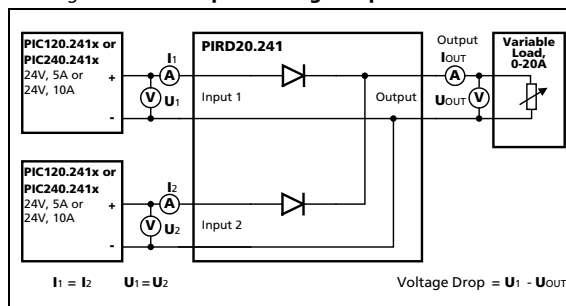 PIC120.241x or
PIC240.241x
24V, 5A or
24V, 10A
+
-
I1
A
V
U1
PIRD20.241
Input 1
Output
Output
IOUT
A
UOUT
V
Variable
Load,
0-20A
PIC120.241x or
PIC240.241x
24V, 5A or
24V, 10A
+
-
I2
A
V
U2
Input 2
I1 = I2
U1 = U2
Voltage Drop = U1 - UOUT